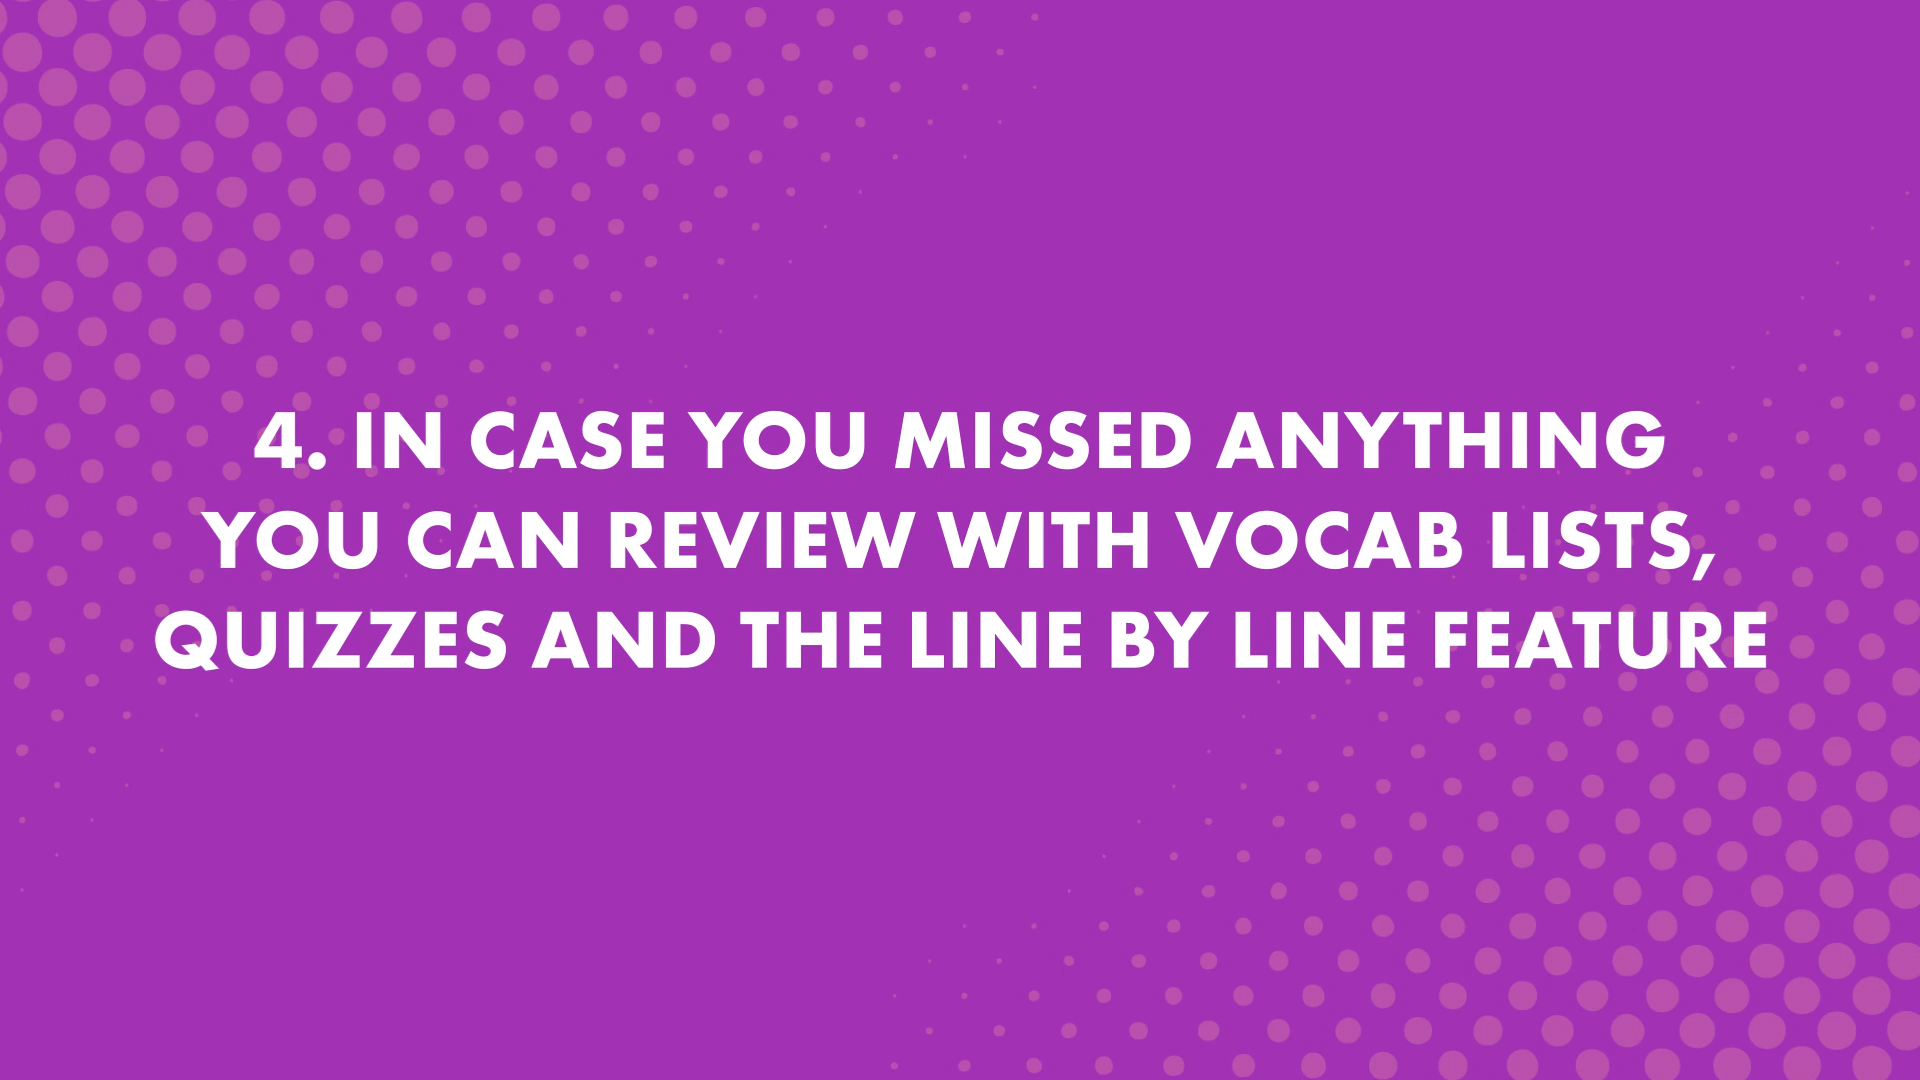 4. IN CASE YOU MISSED ANYTHING
YOU CAN REVIEW WITH VOCAB LISTS,
QUIZZES AND THE LINE BY LINE FEATURE